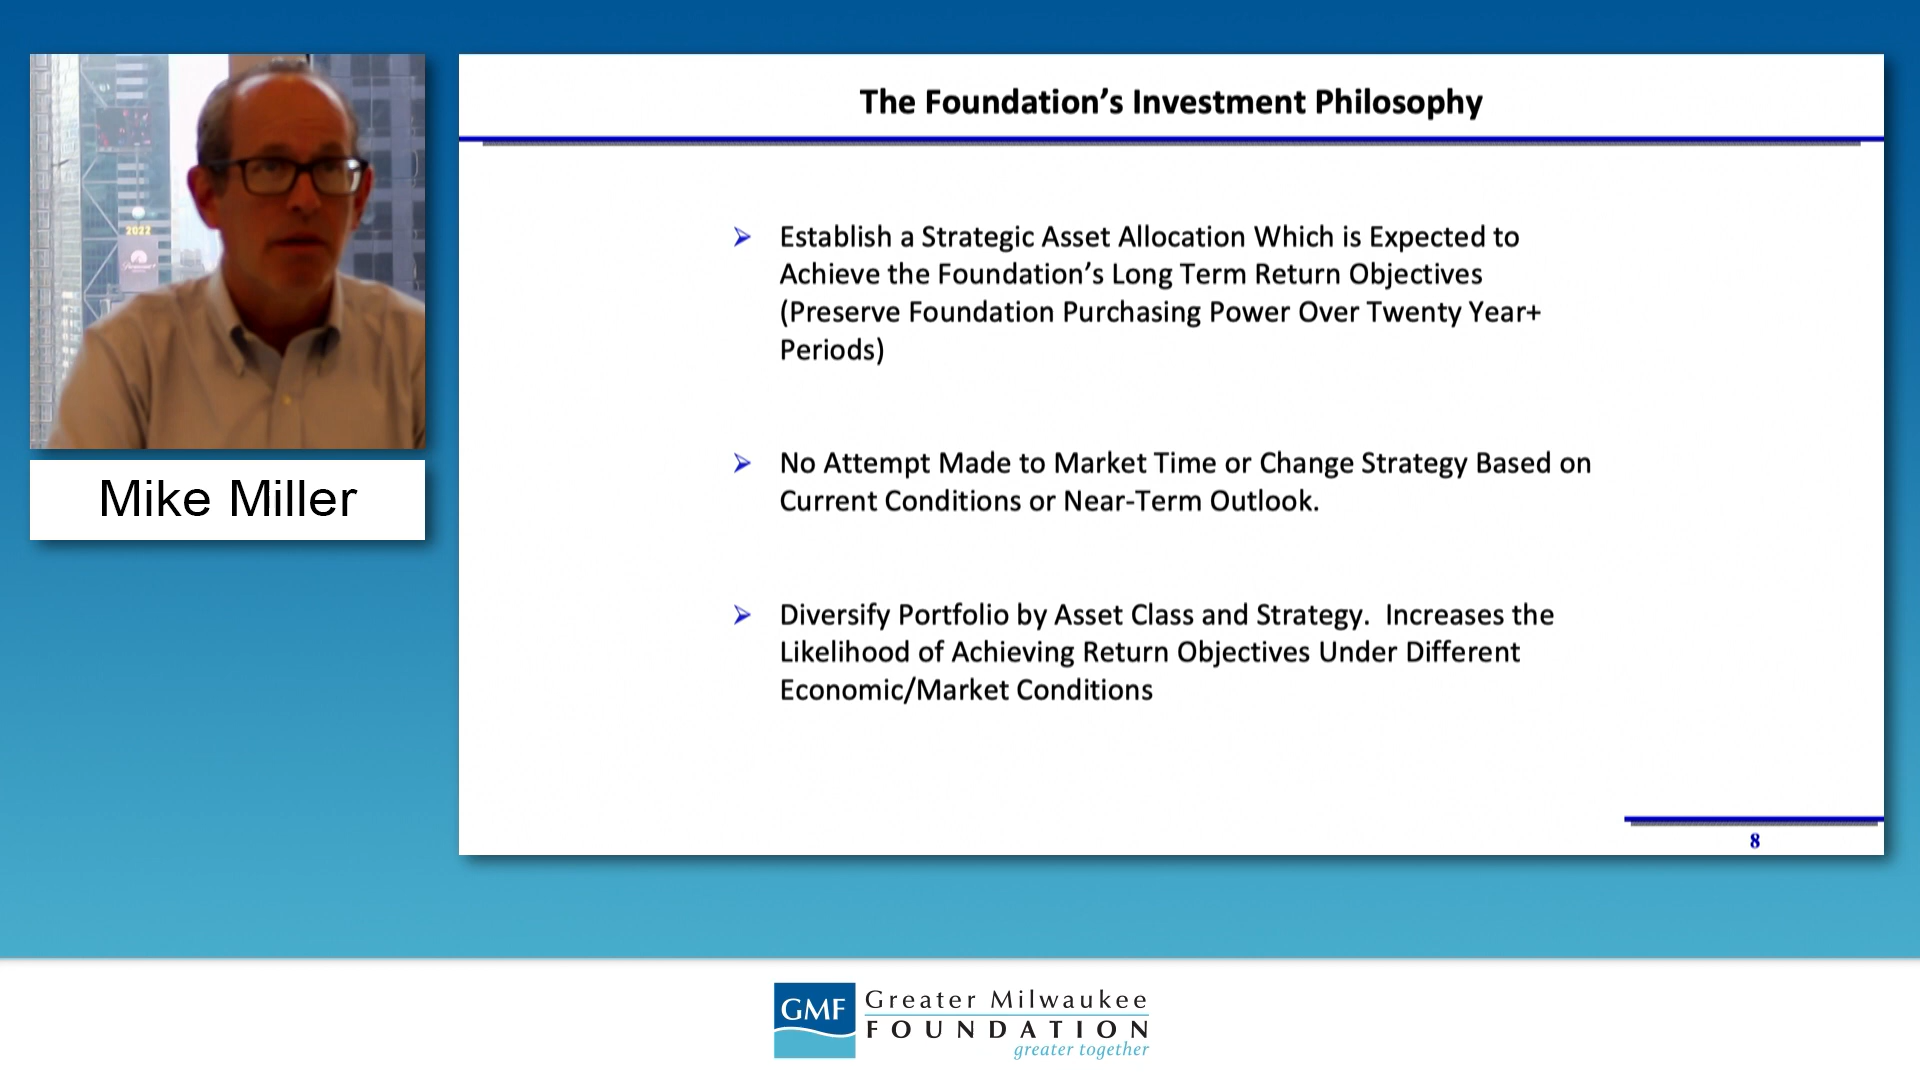 The Foundation’s Investment Philosophy
2022
Establish a Strategic Asset Allocation Which is Expected to
Achieve the Foundation’s Long Term Return Objectives
(Preserve Foundation Purchasing Power Over Twenty Year+
Periods)
Mike Miller
No Attempt Made to Market Time or Change Strategy Based on
Current Conditions or Near-Term Outlook.
Diversify Portfolio by Asset Class and Strategy.  Increases the
Likelihood of Achieving Return Objectives Under Different
Economic/Market Conditions
8
GMF
Greater Milwaukee
FOUNDATION
greater together